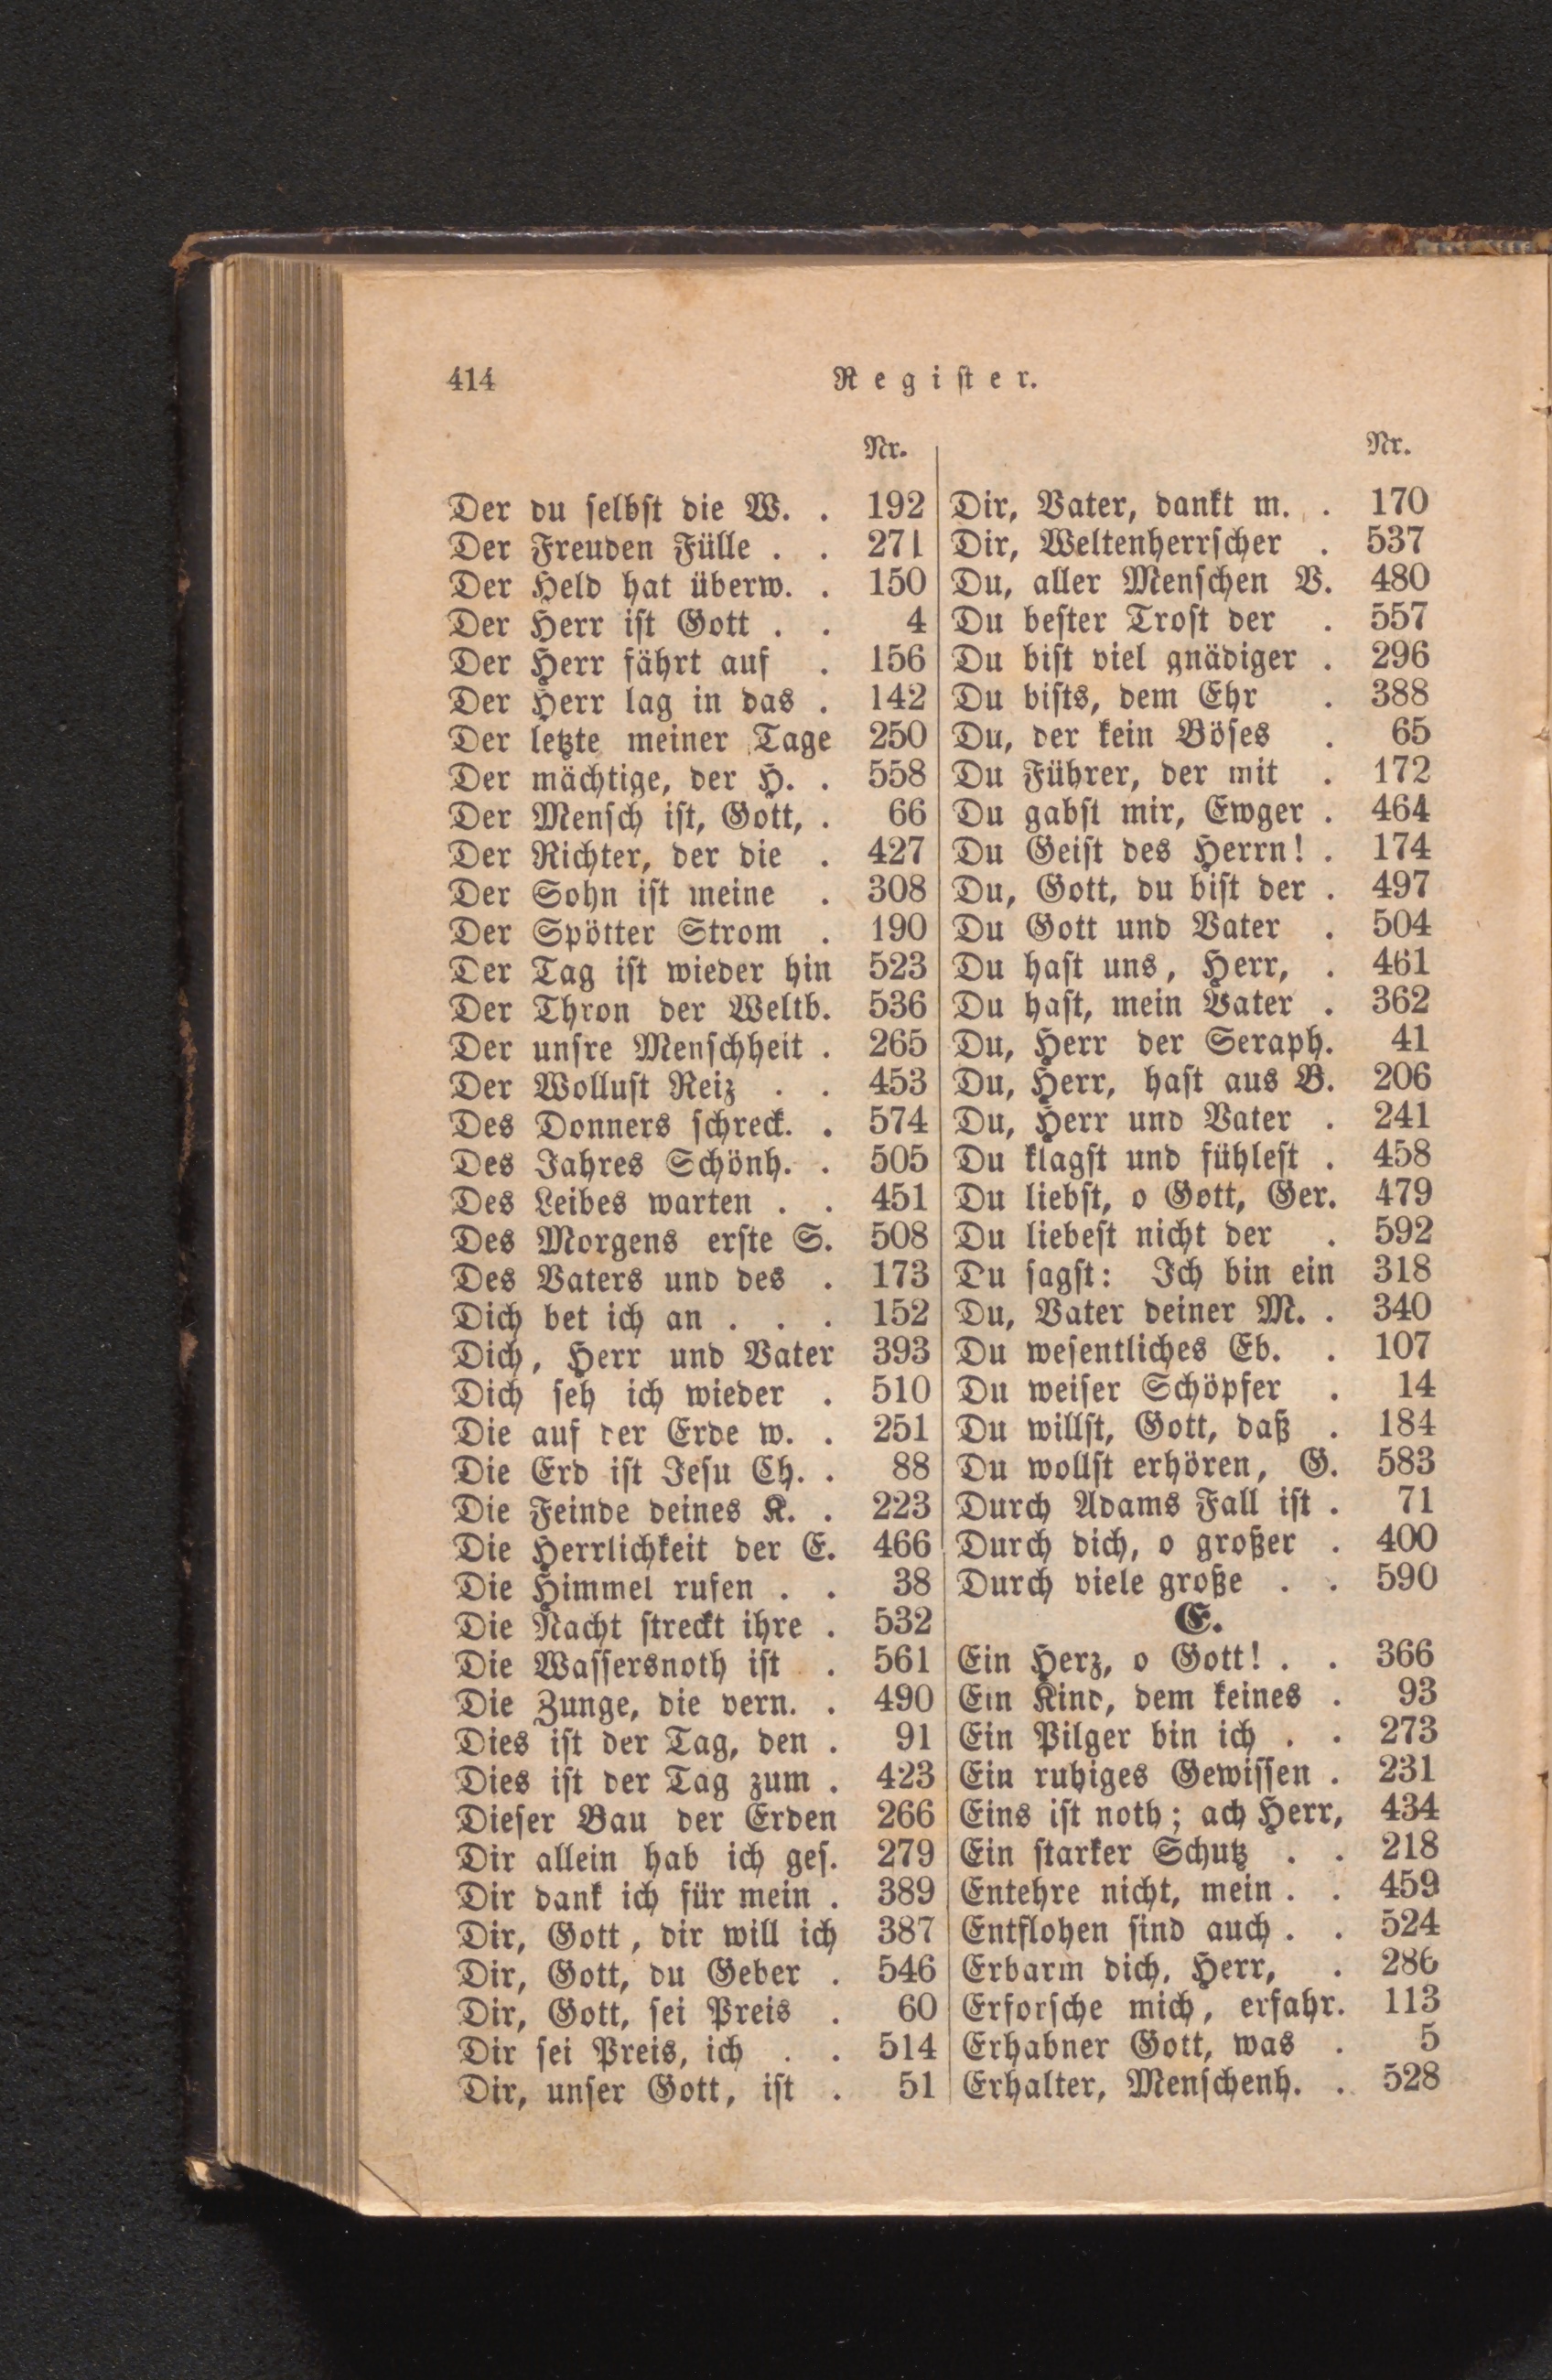 414 Register.
Nr.
Der du selbst die W. . 192
Der Freuden Fülle . . 271
Der Held hat überw. . 150
Der Herr ist Gott . . 4
Der Herr fährt auf . 156
Der Herr lag in das . 142
Der letzte meiner Tage 250
Der mächtige, der H. . 558
Der Mensch ist, Gott, . 66
Der Richter, der die . 427
Der Sohn ist meine . 308
Der Spötter Strom . 190
Der Tag ist wieder hin 523
Der Thron der Weltb. 536
Der unsre Menschheit . 265
Der Wollust Reiz . . 453
Des Donners schreck. . 574
Des Jahres Schönh. . 505
Des Leibes warten . . 451
Des Morgens erste S. 508
Des Vaters und des . 173
Dich bet ich an . . . 152
Dich, Herr und Vater 393
Dich seh ich wieder . 510
Die auf der Erde w. . 251
Die Erd ist Jesu Ch. . 88
Die Feinde deines K. . 223
Die Herrlichkeit der E. 466
Die Himmel rufen . . 38
Die Nacht streckt ihre . 532
Die Wassersnoth ist . 561
Die Zunge, die vern. . 490
Dies ist der Tag, den . 91
Dies ist der Tag zum . 423
Dieser Bau der Erden 266
Dir allein hab ich ges. 279
Dir dank ich für mein . 389
Dir, Gott, dir will ich 387
Dir, Gott, du Geber . 546
Dir, Gott, sei Preis . 60
Dir sei Preis, ich . . 514
Dir, unser Gott, ist . 51
Nr.
Dir, Vater, dankt m. . 170
Dir, Weltenherrscher . 537
Du, aller Menschen V. 480
Du bester Trost der . 557
Du bist viel gnädiger . 296
Du bists, dem Ehr . 388
Du, der kein Böses . 65
Du Führer, der mit . 172
Du gabst mir, Ewger . 464
Du Geist des Herrn! . 174
Du, Gott, du bist der . 497
Du Gott und Vater . 504
Du hast uns, Herr, . 461
Du hast, mein Vater . 362
Du, Herr der Seraph. 41
Du, Herr, hast aus B. 206
Du, Herr und Vater . 241
Du klagst und fühlest . 458
Du liebst, o Gott, Ger. 479
Du liebest nicht der . 592
Du sagst: Ich bin ein 318
Du, Vater deiner M. . 340
Du wesentliches Eb. . 107
Du weiser Schöpfer . 14
Du willst, Gott, daß . 184
Du wollst erhören, G. 583
Durch Adams Fall ist . 71
Durch dich, o großer . 400
Durch viele große . . 590
E.
Ein Herz, o Gott! . . 366
Ein Kind, dem keines . 93
Ein Pilger bin ich . . 273
Ein ruhiges Gewissen . 231
Eins ist noth; ach Herr, 434
Ein starker Schutz . . 218
Entehre nicht, mein . . 459
Entflohen sind auch . . 524
Erbarm dich, Herr, . 286
Erforsche mich, erfahr. 113
Erhabner Gott, was . 5
Erhalter, Menschenh. . 528